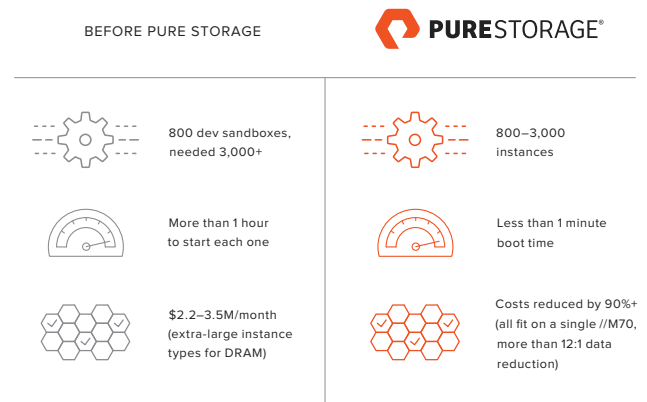 BEFORE PURE STORAGE
PURESTORAGE®
800 dev sandboxes,
needed 3,000+
800–3,000
instances
More than 1 hour
to start each one
Less than 1 minute
boot time
$2.2–3.5M/month
(extra-large instance
types for DRAM)
Costs reduced by 90%+
(all fit on a single //M70,
more than 12:1 data
reduction)